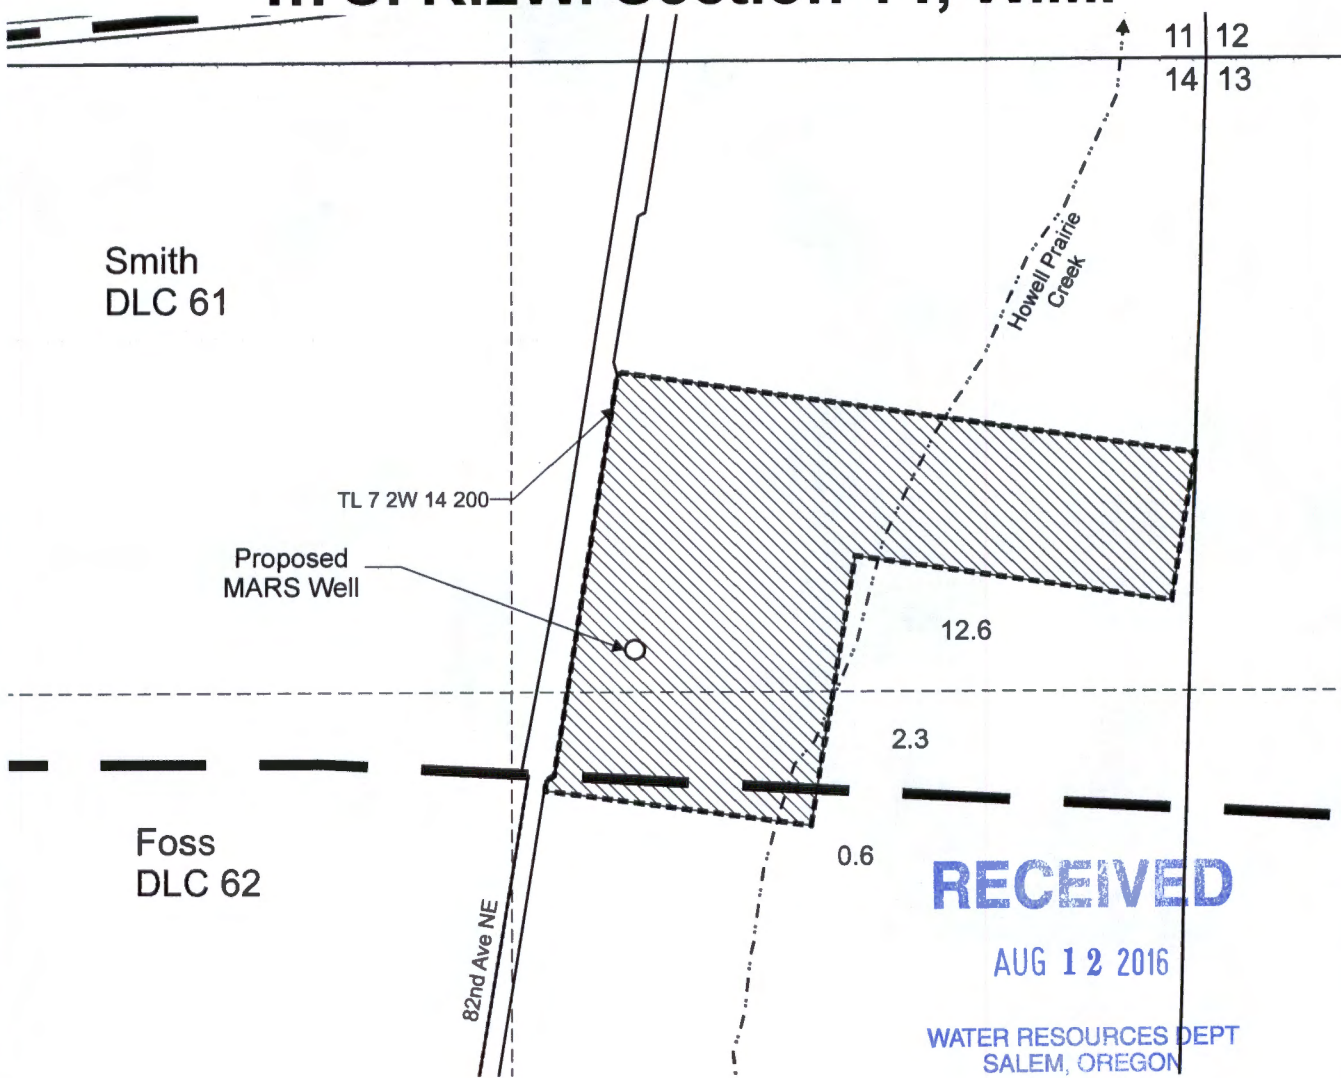 11 12
14 13
Howell Prairie
Creek
Smith
DLC 61
TL 7 2W 14 200
Proposed
MARS Well
12.6
2.3
Foss
DLC 62
0.6
82nd Ave NE
RECEIVED
AUG 12 2016
WATER RESOURCES DEPT
SALEM, OREGON